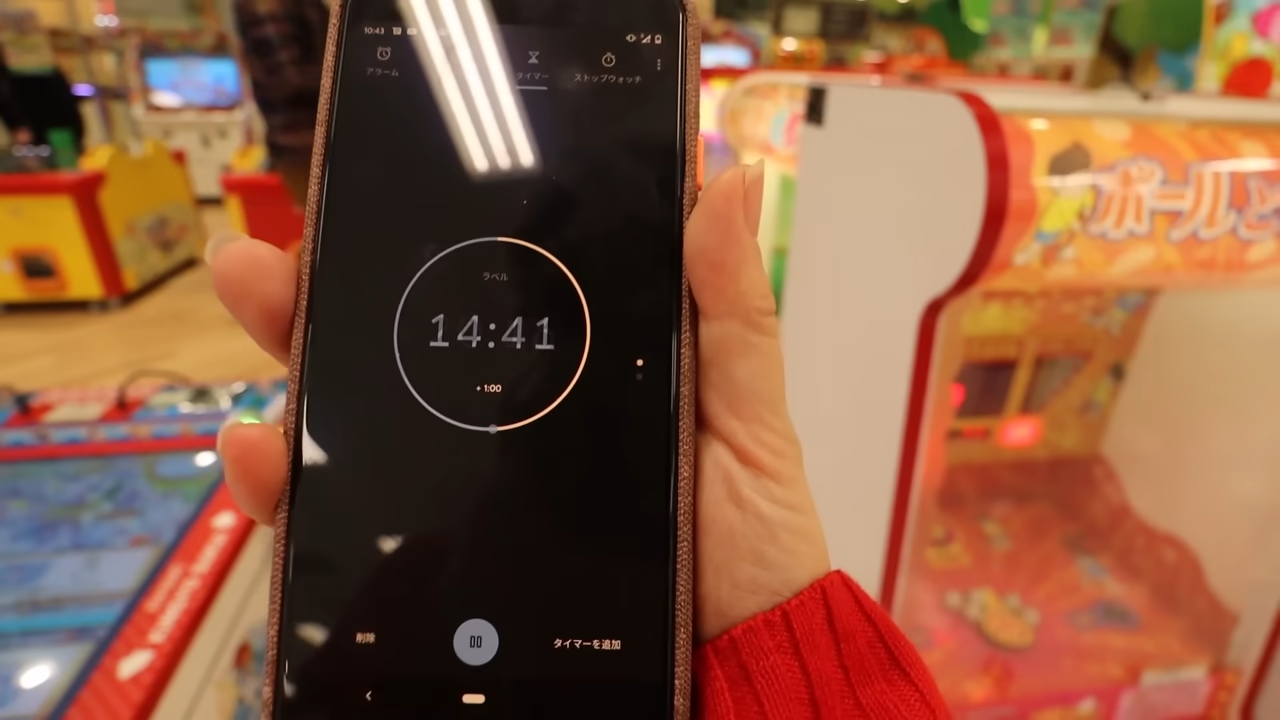 10:43
アラーム
タイマー
ストップウォッチ
ラベル
14:41
+ 1:00
削除
タイマーを追加
ボールと